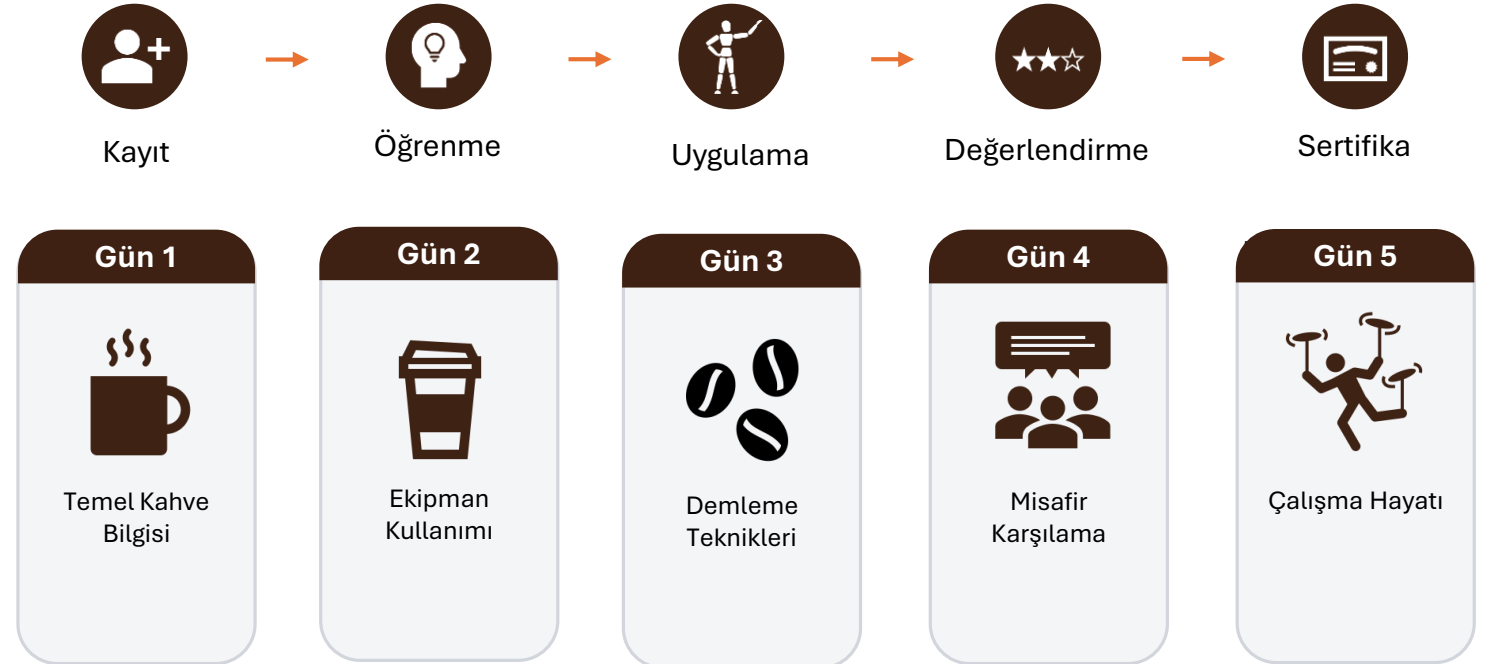 Kayıt
Öğrenme
Uygulama
Değerlendirme
Sertifika
Gün 1
Temel Kahve
Bilgisi
Gün 2
Ekipman
Kullanımı
Gün 3
Demleme
Teknikleri
Gün 4
Misafir
Karşılama
Gün 5
Çalışma Hayatı